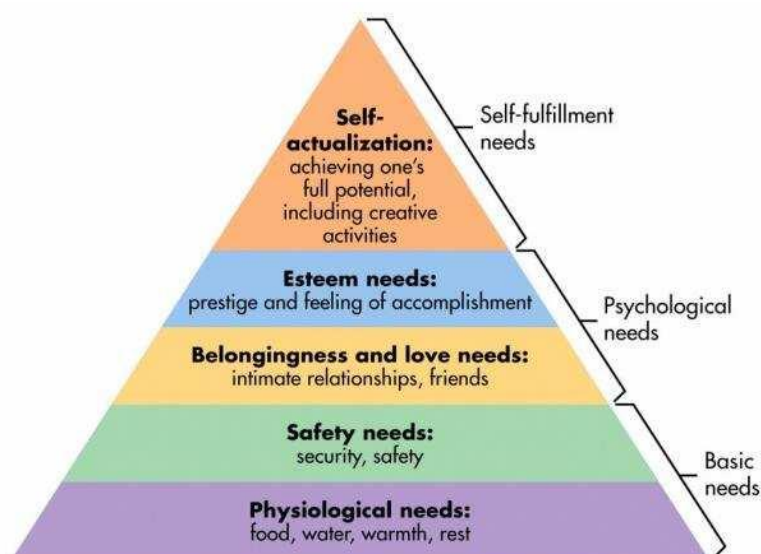 Self-
actualization:
achieving one's
full potential,
including creative
activities
Self-fulfillment
needs
Esteem needs:
prestige and feeling of accomplishment
Belongingness and love needs:
intimate relationships, friends
Psychological
needs
Safety needs:
security, safety
Physiological needs:
food, water, warmth, rest
Basic
needs